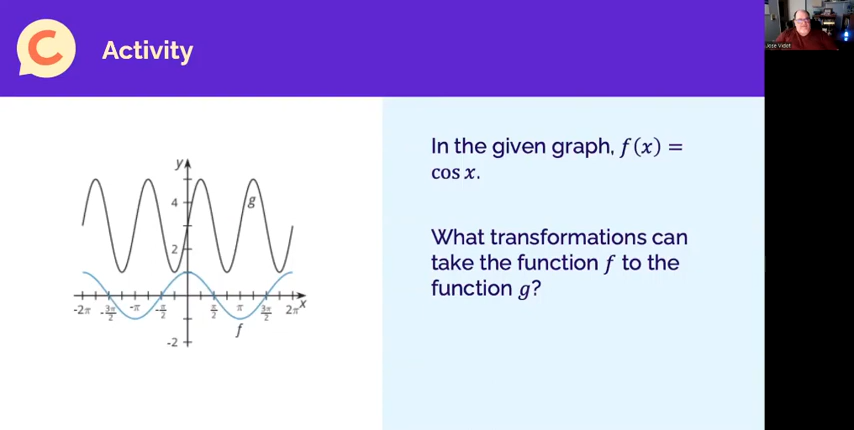 C
Activity
Jose Videt
In the given graph, f(x) =
cos x.
What transformations can
take the function f to the
function g?
y
4
g
2
-2π -3π/2 -π -π/2 π/2 π 3π/2 2π x
f
-2